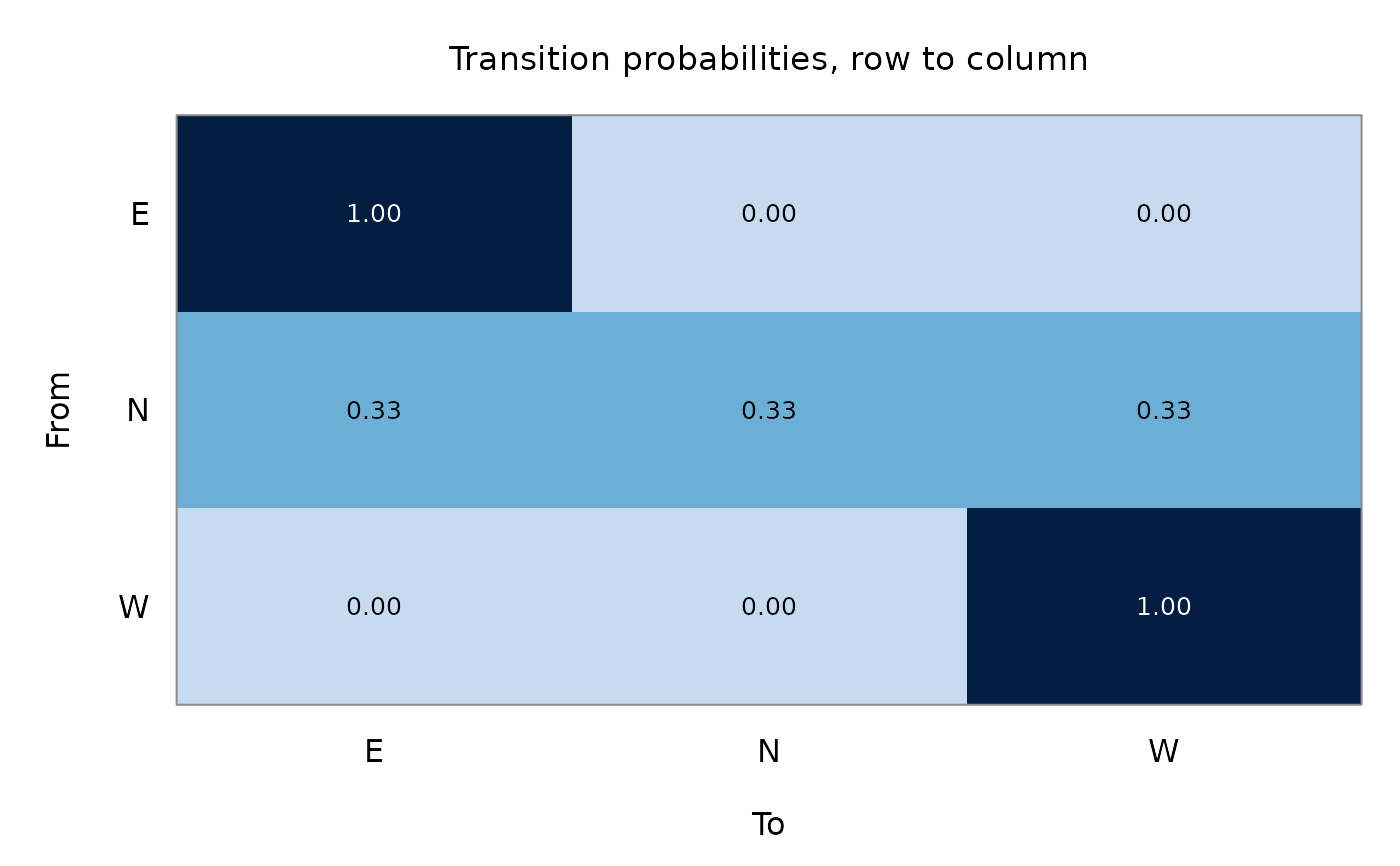 Transition probabilities, row to column
E 1.00 0.00 0.00
From
N 0.33 0.33 0.33
W 0.00 0.00 1.00
E N W
To